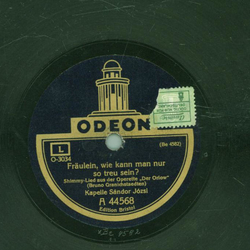 ODEON
L
O-3034
(Be 4582)
Fräulein, wie kann man nur
so treu sein?
Shimmy-Lied aus der Operette „Der Orlow"
(Bruno Granichstaedten)
Kapelle Sándor Józsi
A 44568
Edition Bristol